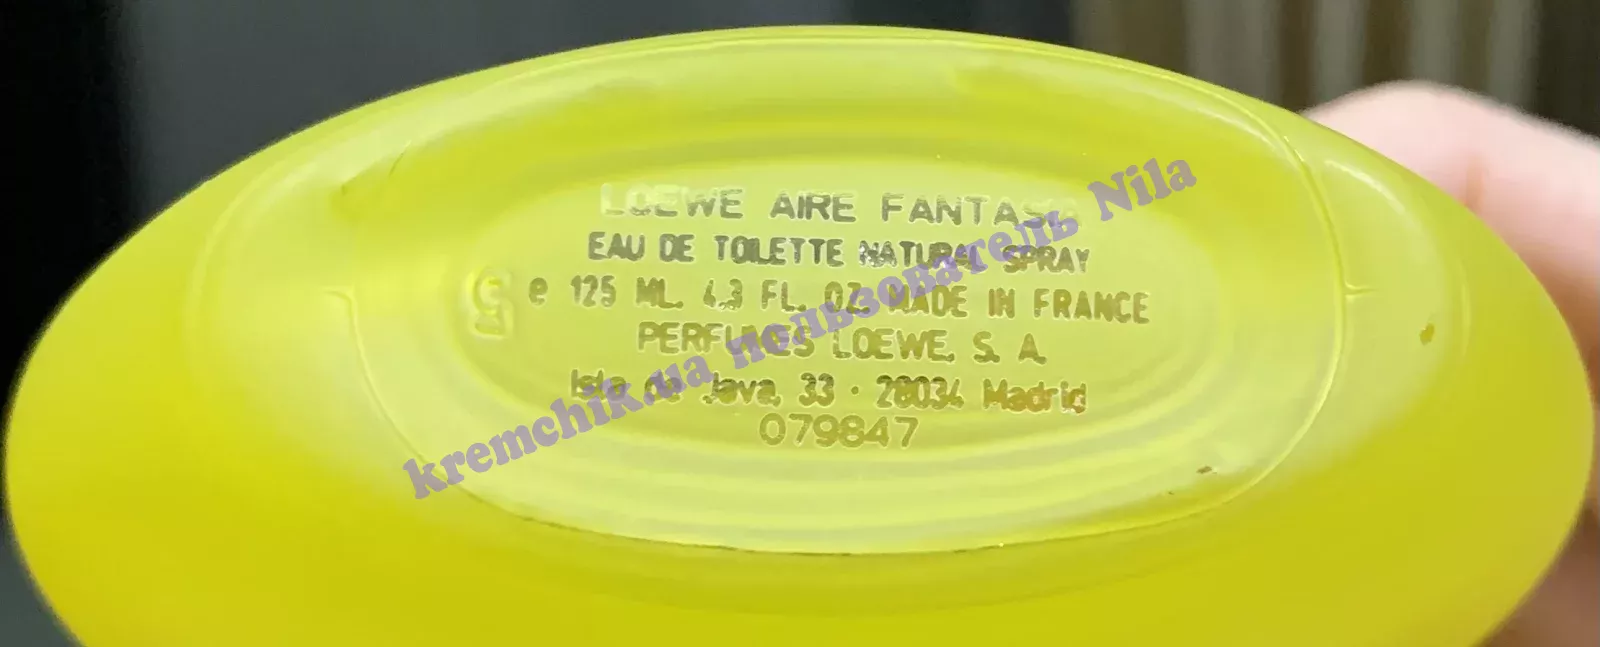 LOEWE AIRE FANTASIA
EAU DE TOILETTE NATURAL SPRAY
e 125 ML. 4.3 FL. OZ. MADE IN FRANCE
PERFUMES LOEWE, S. A.
Isla de Java, 33 · 28034 Madrid
079847
51
kremchik.ua пользователь Nila